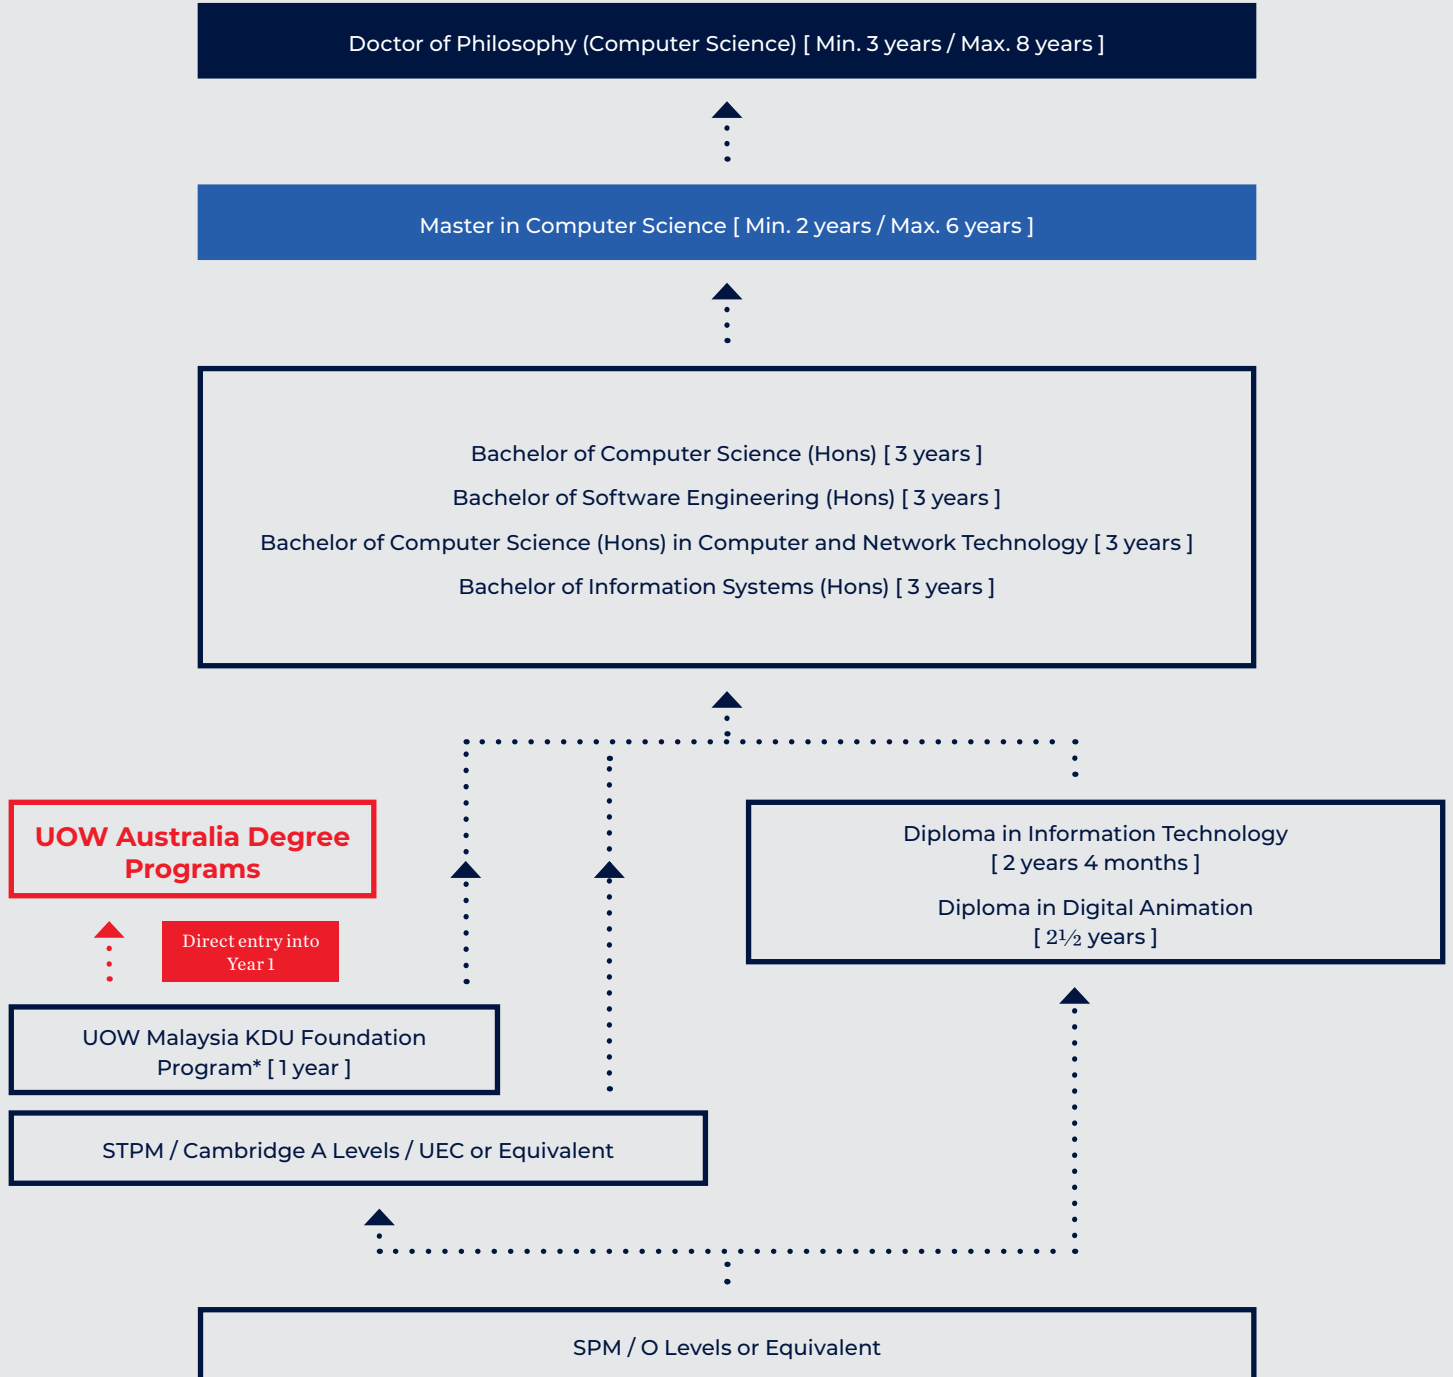 Doctor of Philosophy (Computer Science) [ Min. 3 years / Max. 8 years ]
Master in Computer Science [ Min. 2 years / Max. 6 years ]
Bachelor of Computer Science (Hons) [ 3 years ]
Bachelor of Software Engineering (Hons) [ 3 years ]
Bachelor of Computer Science (Hons) in Computer and Network Technology [ 3 years ]
Bachelor of Information Systems (Hons) [ 3 years ]
UOW Australia Degree
Programs
Direct entry into
Year 1
Diploma in Information Technology
[ 2 years 4 months ]
Diploma in Digital Animation
[ 2½ years ]
UOW Malaysia KDU Foundation
Program* [ 1 year ]
STPM / Cambridge A Levels / UEC or Equivalent
SPM / O Levels or Equivalent